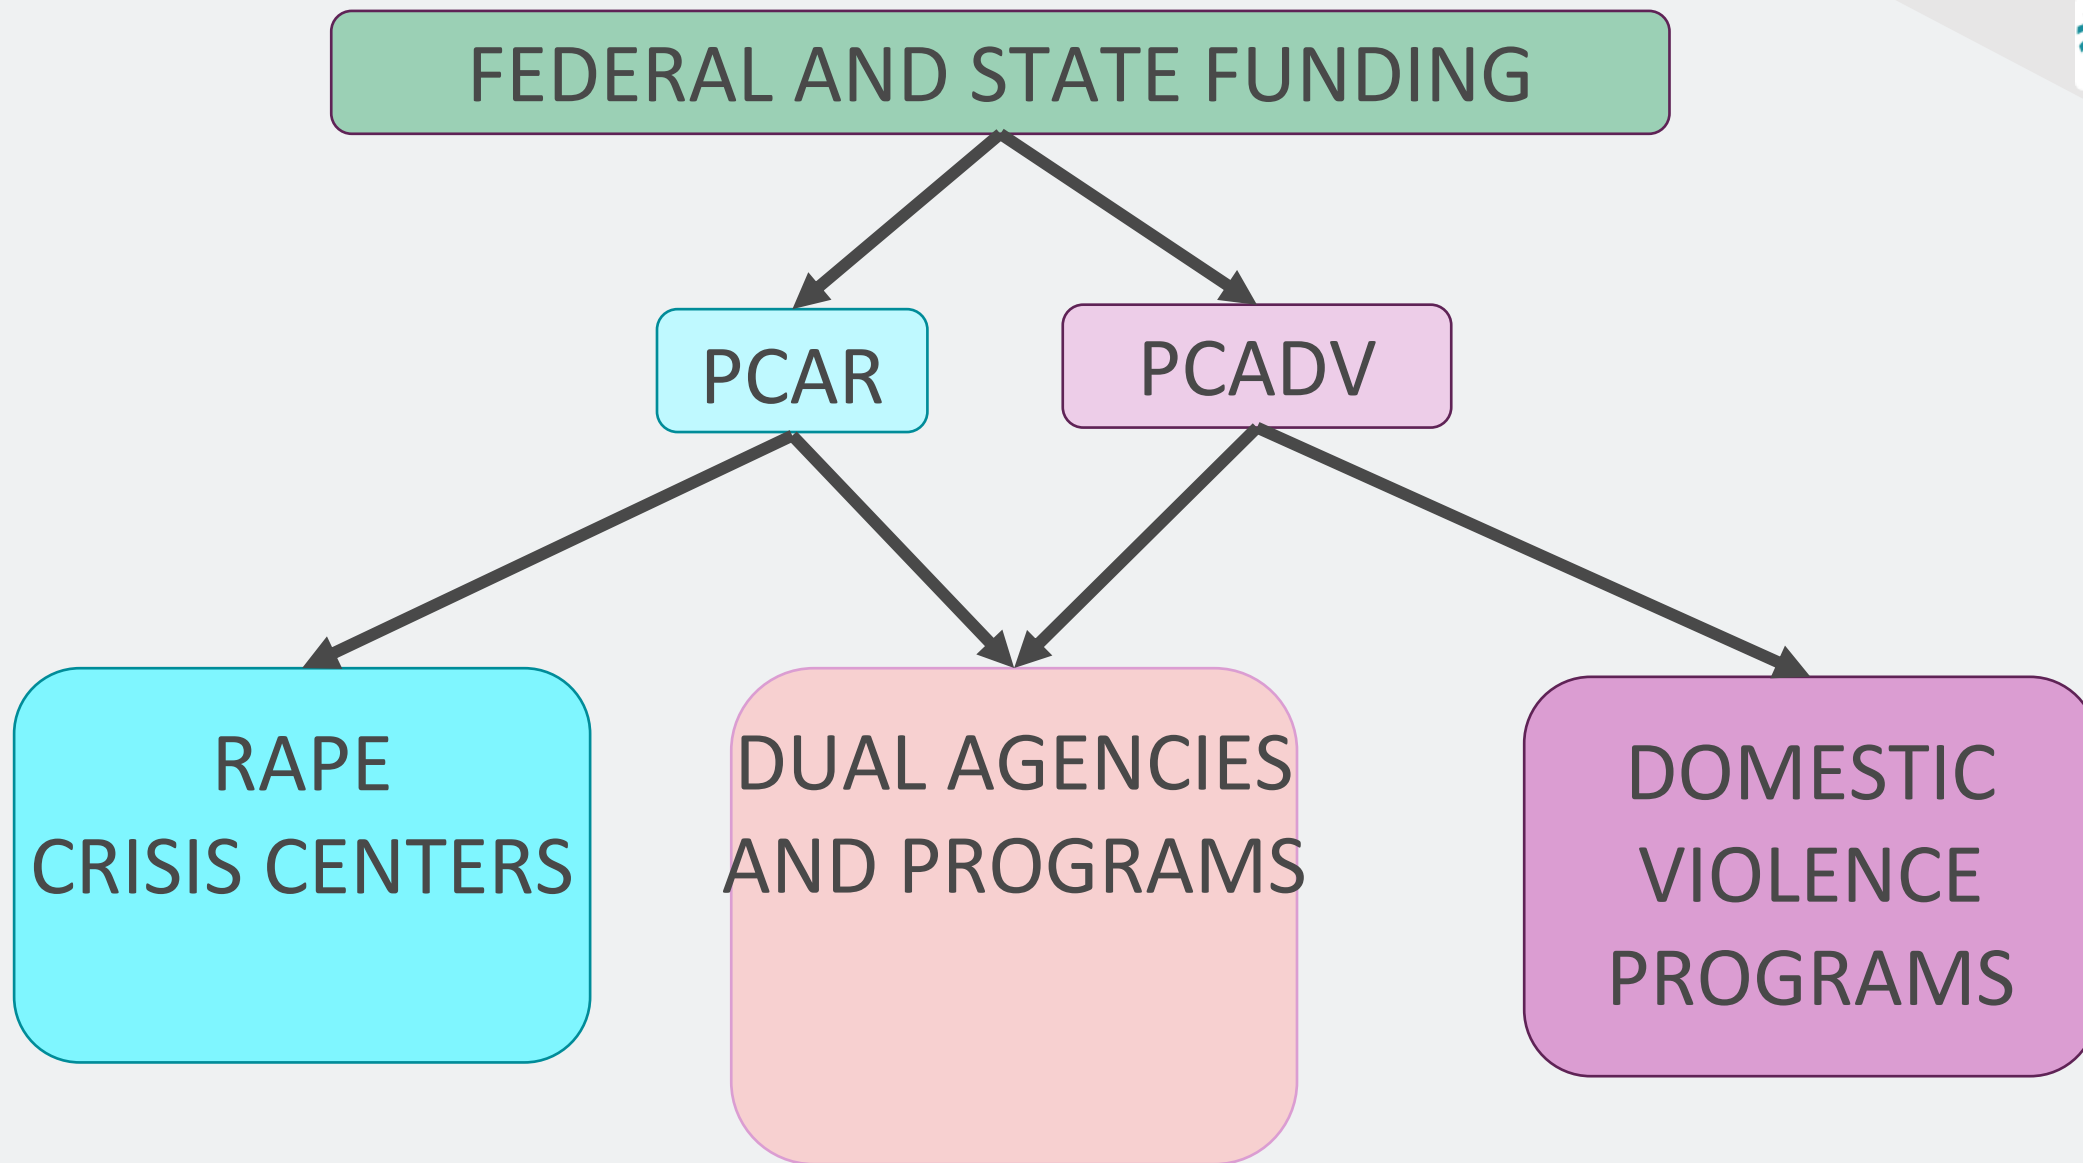 FEDERAL AND STATE FUNDING
PCAR
PCADV
RAPE
CRISIS CENTERS
DUAL AGENCIES
AND PROGRAMS
DOMESTIC
VIOLENCE
PROGRAMS